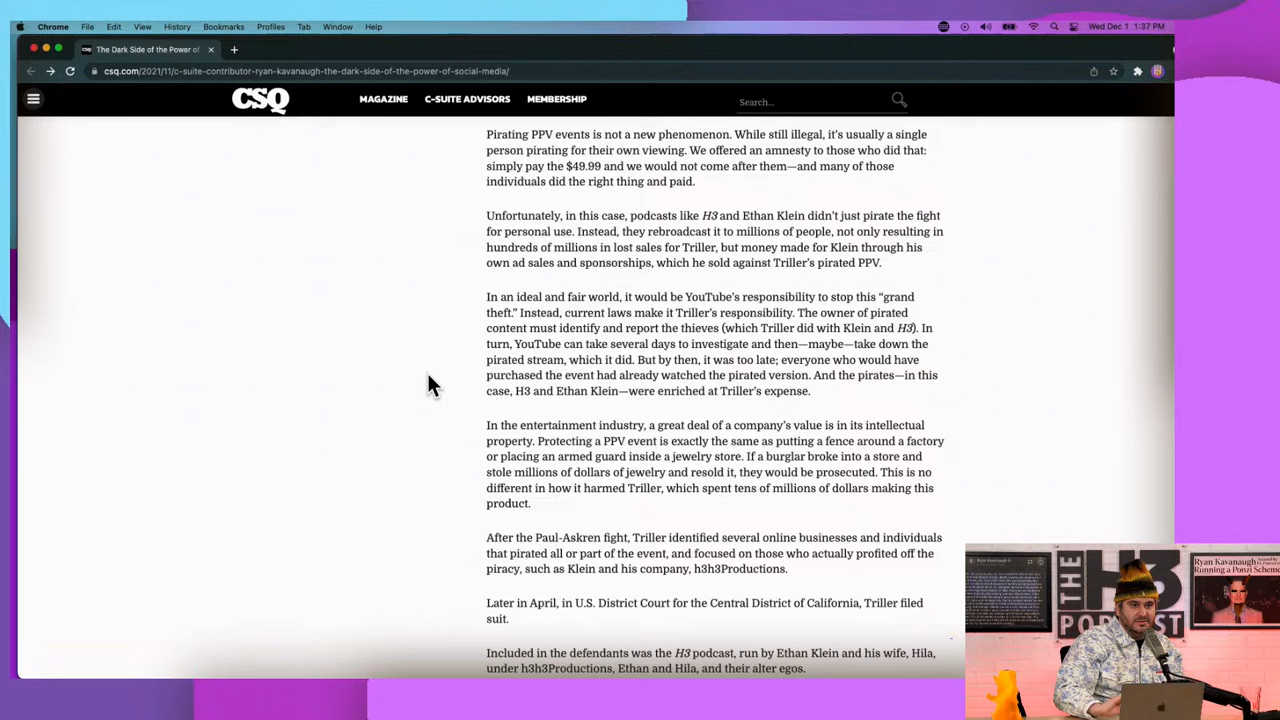 Chrome File Edit View History Bookmarks Profiles Tab Window Help
Wed Dec 1 1:37 PM
CSQ The Dark Side of the Power of
csq.com/2021/11/c-suite-contributor-ryan-kavanaugh-the-dark-side-of-the-power-of-social-media/
CSQ MAGAZINE C-SUITE ADVISORS MEMBERSHIP Search...
Pirating PPV events is not a new phenomenon. While still illegal, it’s usually a single
person pirating for their own viewing. We offered an amnesty to those who did that:
simply pay the $49.99 and we would not come after them—and many of those
individuals did the right thing and paid.
Unfortunately, in this case, podcasts like H3 and Ethan Klein didn’t just pirate the fight
for personal use. Instead, they rebroadcast it to millions of people, not only resulting in
hundreds of millions in lost sales for Triller, but money made for Klein through his
own ad sales and sponsorships, which he sold against Triller’s pirated PPV.
In an ideal and fair world, it would be YouTube’s responsibility to stop this “grand
theft.” Instead, current laws make it Triller’s responsibility. The owner of pirated
content must identify and report the thieves (which Triller did with Klein and H3). In
turn, YouTube can take several days to investigate and then—maybe—take down the
pirated stream, which it did. But by then, it was too late; everyone who would have
purchased the event had already watched the pirated version. And the pirates—in this
case, H3 and Ethan Klein—were enriched at Triller’s expense.
In the entertainment industry, a great deal of a company’s value is in its intellectual
property. Protecting a PPV event is exactly the same as putting a fence around a factory
or placing an armed guard inside a jewelry store. If a burglar broke into a store and
stole millions of dollars of jewelry and resold it, they would be prosecuted. This is no
different in how it harmed Triller, which spent tens of millions of dollars making this
product.
After the Paul-Askren fight, Triller identified several online businesses and individuals
that pirated all or part of the event, and focused on those who actually profited off the
piracy, such as Klein and his company, h3h3Productions.
Later in April, in U.S. District Court for the Central District of California, Triller filed
suit.
Included in the defendants was the H3 podcast, run by Ethan Klein and his wife, Hila,
under h3h3Productions, Ethan and Hila, and their alter egos.
THE H3 PODCAST
Ryan Kavanaugh
Running a Ponzi Scheme